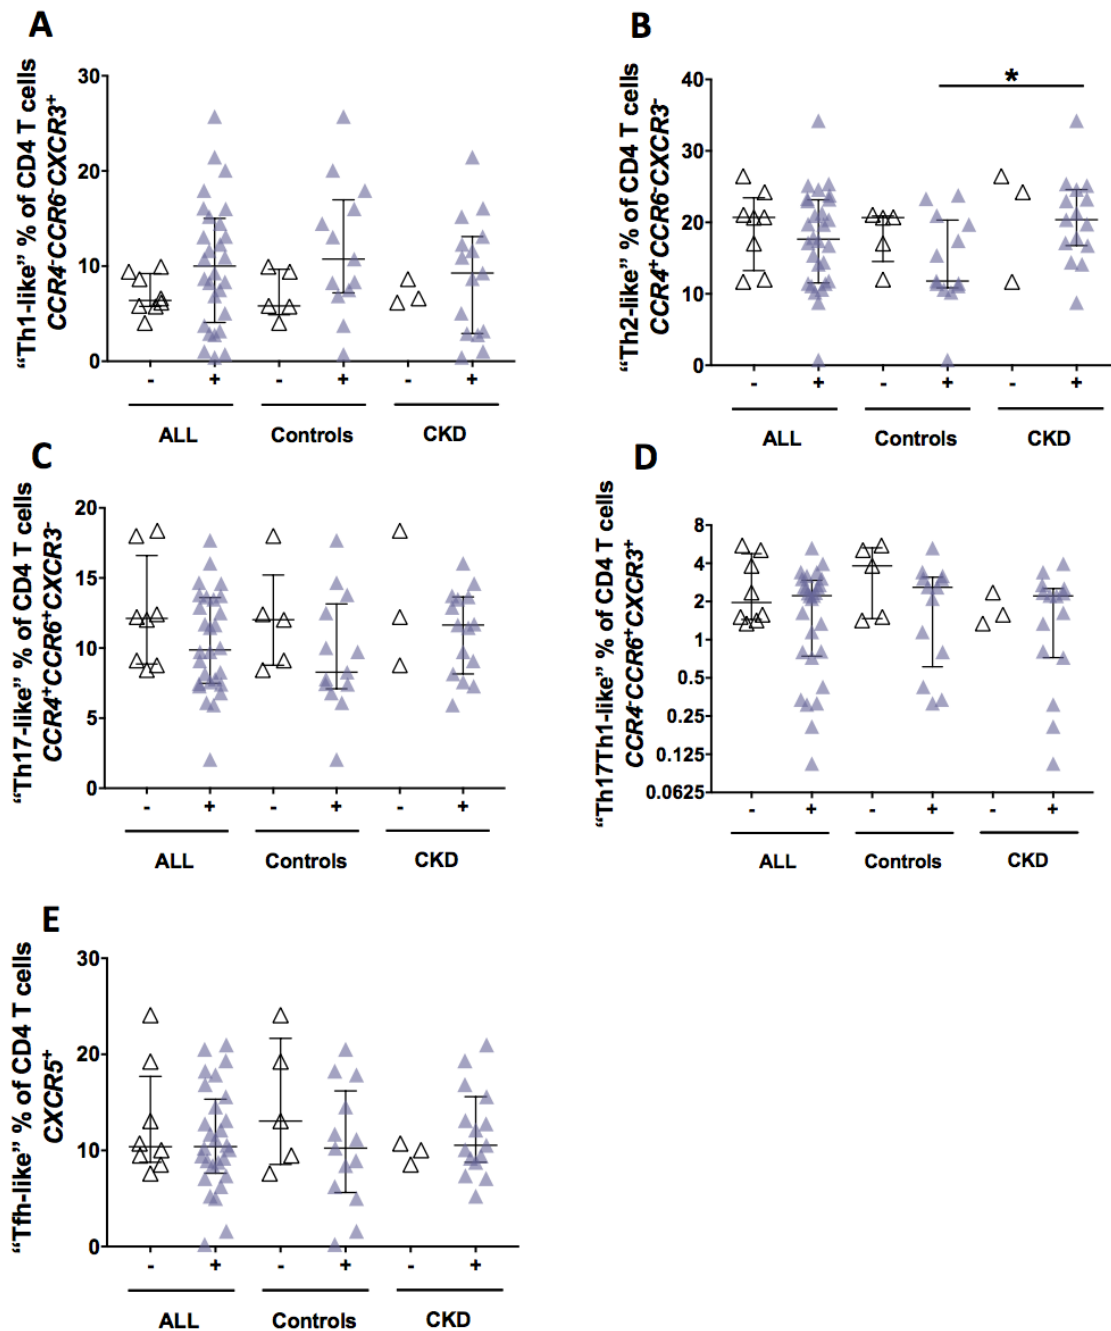 A
"Th1-like" % of CD4 T cells
CCR4⁻CCR6⁻CXCR3⁺
30
20
10
0
- + - + - +
ALL Controls CKD
B
"Th2-like" % of CD4 T cells
CCR4⁺CCR6⁻CXCR3⁻
40
30
20
10
0
*
- + - + - +
ALL Controls CKD
C
"Th17-like" % of CD4 T cells
CCR4⁺CCR6⁺CXCR3⁻
20
15
10
5
0
- + - + - +
ALL Controls CKD
D
"Th17Th1-like" % of CD4 T cells
CCR4⁻CCR6⁺CXCR3⁺
8
4
2
1
0.5
0.25
0.125
0.0625
- + - + - +
ALL Controls CKD
E
"Tfh-like" % of CD4 T cells
CXCR5⁺
30
20
10
0
- + - + - +
ALL Controls CKD